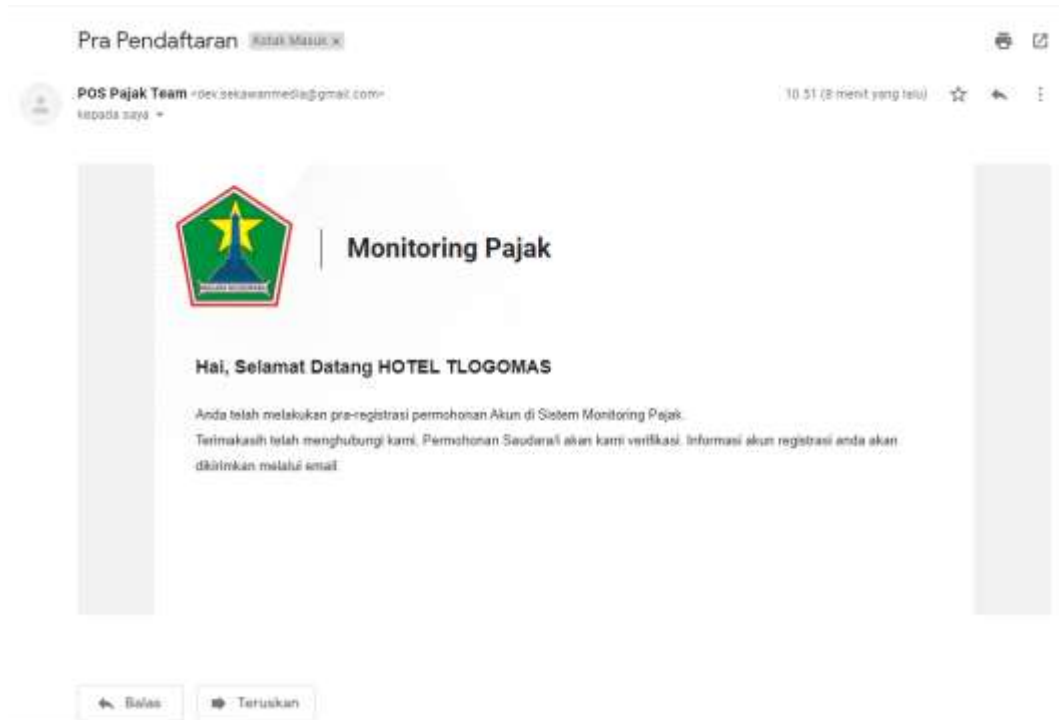 Pra Pendaftaran Kotak Masuk x
POS Pajak Team <dev.sekawanmedia@gmail.com>
10.51 (8 menit yang lalu)
kepada saya
Monitoring Pajak
Hai, Selamat Datang HOTEL TLOGOMAS
Anda telah melakukan pra-registrasi permohonan Akun di Sistem Monitoring Pajak.
Terimakasih telah menghubungi kami. Permohonan Saudara/i akan kami verifikasi. Informasi akun registrasi anda akan
dikirimkan melalui email
Balas
Teruskan